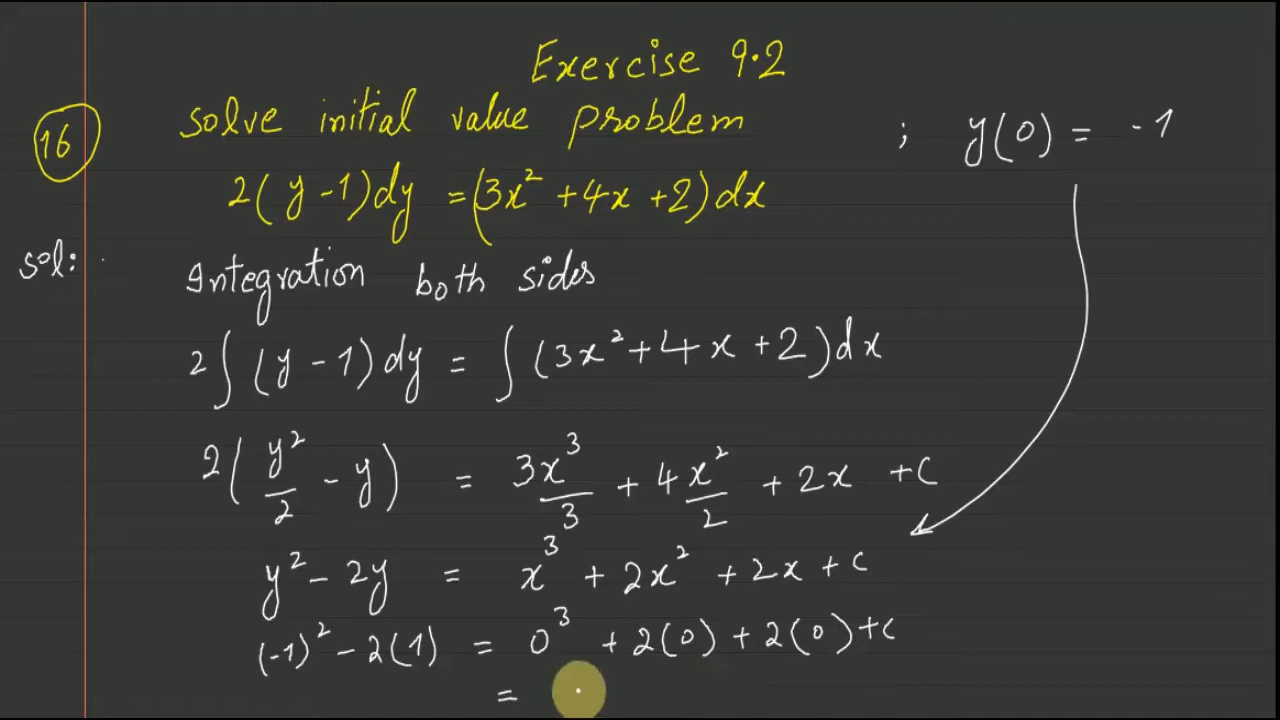 Exercise 9.2
16 solve initial value problem ; y(0) = -1
2(y-1)dy = (3x² + 4x + 2)dx
sol: Integration both sides
2∫(y-1)dy = ∫(3x² + 4x + 2)dx
2(y²/2 - y) = 3x³/3 + 4x²/2 + 2x + c
y² - 2y = x³ + 2x² + 2x + c
(-1)² - 2(1) = 0³ + 2(0) + 2(0) + c
=